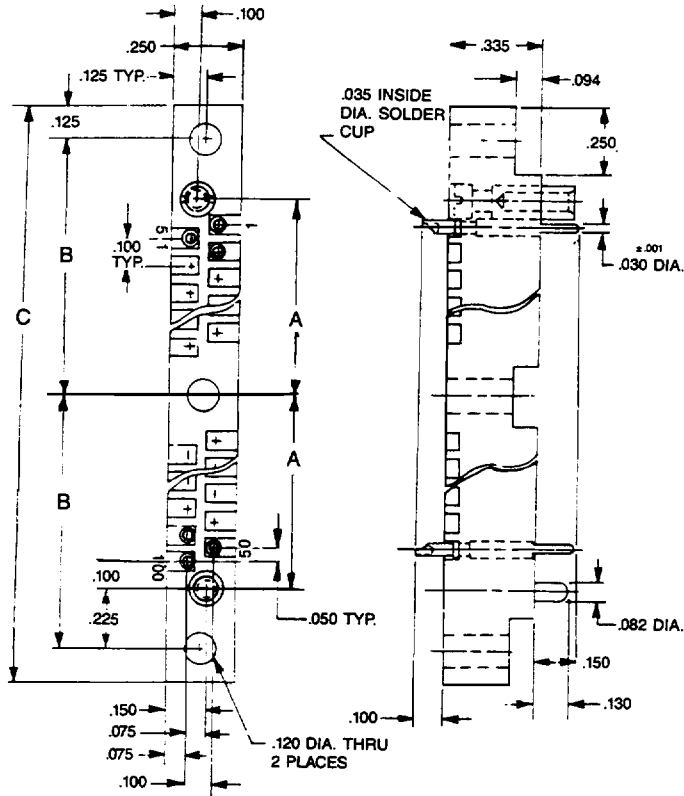 .100
.250
.125 TYP.
.125
B
C
5
1
1
.100
TYP.
A
B
A
100
50
.100
.225
.050 TYP.
.150
.075
.075
.100
.120 DIA. THRU
2 PLACES
.335
.094
.035 INSIDE
DIA. SOLDER
CUP
.250
±.001
.030 DIA.
.082 DIA.
.150
.130
.100